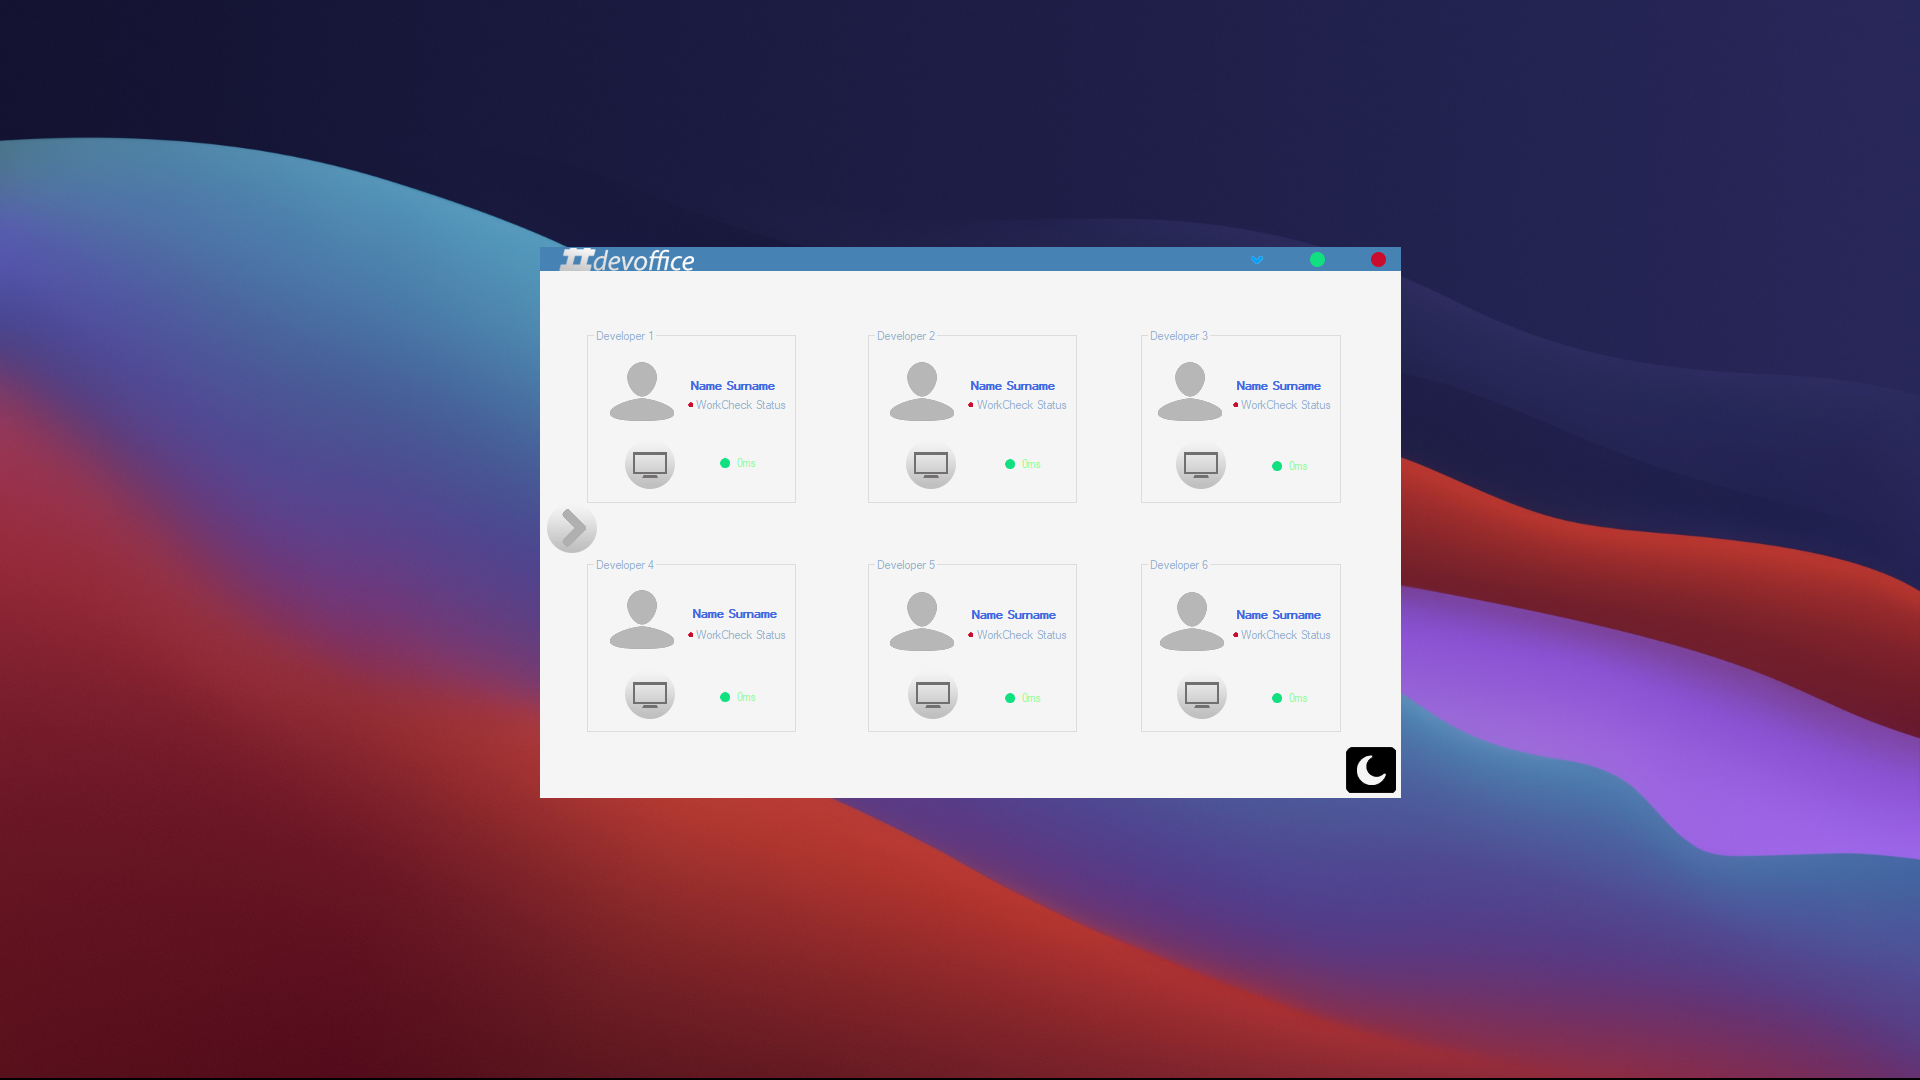 #devoffice
Developer 1
Name Surname
WorkCheck Status
0ms
Developer 2
Name Surname
WorkCheck Status
0ms
Developer 3
Name Surname
WorkCheck Status
0ms
Developer 4
Name Surname
WorkCheck Status
0ms
Developer 5
Name Surname
WorkCheck Status
0ms
Developer 6
Name Surname
WorkCheck Status
0ms